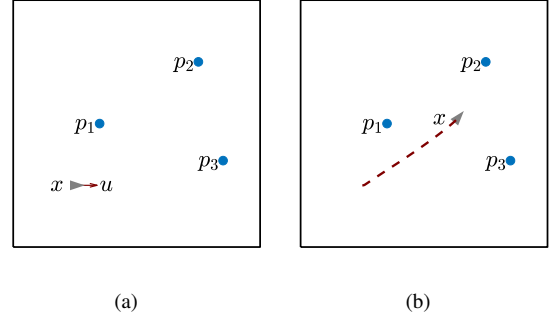 p₂ p₂
p₁ p₁ x
p₃ p₃
x u
(a) (b)